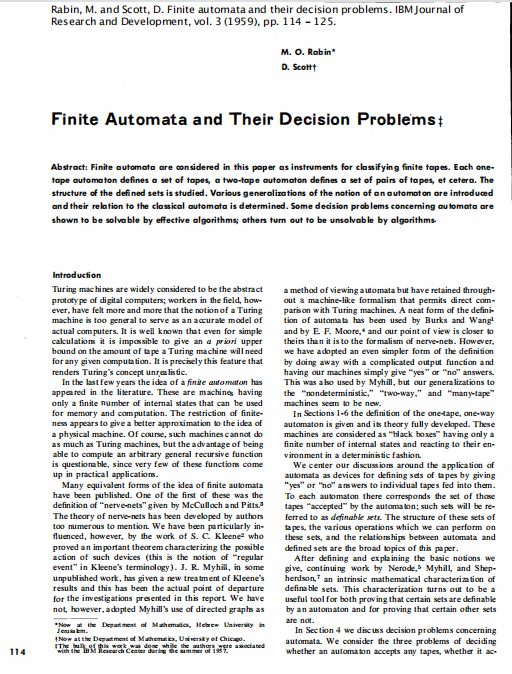 Rabin, M. and Scott, D. Finite automata and their decision problems. IBM Journal of
Research and Development, vol. 3 (1959), pp. 114 – 125.
M. O. Rabin*
D. Scott†
Finite Automata and Their Decision Problems‡
Abstract: Finite automata are considered in this paper as instruments for classifying finite tapes. Each one-
tape automaton defines a set of tapes, a two-tape automaton defines a set of pairs of tapes, et cetera. The
structure of the defined sets is studied. Various generalizations of the notion of an automaton are introduced
and their relation to the classical automata is determined. Some decision problems concerning automata are
shown to be solvable by effective algorithms; others turn out to be unsolvable by algorithms.
Introduction
Turing machines are widely considered to be the abstract
prototype of digital computers; workers in the field, how-
ever, have felt more and more that the notion of a Turing
machine is too general to serve as an accurate model of
actual computers. It is well known that even for simple
calculations it is impossible to give an a priori upper
bound on the amount of tape a Turing machine will need
for any given computation. It is precisely this feature that
renders Turing's concept unrealistic.
In the last few years the idea of a finite automaton has
appeared in the literature. These are machines having
only a finite number of internal states that can be used
for memory and computation. The restriction of finite-
ness appears to give a better approximation to the idea of
a physical machine. Of course, such machines cannot do
as much as Turing machines, but the advantage of being
able to compute an arbitrary general recursive function
is questionable, since very few of these functions come
up in practical applications.
Many equivalent forms of the idea of finite automata
have been published. One of the first of these was the
definition of "nerve-nets" given by McCulloch and Pitts.³
The theory of nerve-nets has been developed by authors
too numerous to mention. We have been particularly in-
fluenced, however, by the work of S. C. Kleene² who
proved an important theorem characterizing the possible
action of such devices (this is the notion of "regular
event" in Kleene's terminology). J. R. Myhill, in some
unpublished work, has given a new treatment of Kleene's
results and this has been the actual point of departure
for the investigations presented in this report. We have
not, however, adopted Myhill's use of directed graphs as
*Now at the Department of Mathematics, Hebrew University in
Jerusalem.
†Now at the Department of Mathematics, University of Chicago.
‡The bulk of this work was done while the authors were associated
with the IBM Research Center during the summer of 1957.
114
a method of viewing automata but have retained through-
out a machine-like formalism that permits direct com-
parison with Turing machines. A neat form of the defini-
tion of automata has been used by Burks and Wang¹
and by E. F. Moore,⁴ and our point of view is closer to
theirs than it is to the formalism of nerve-nets. However,
we have adopted an even simpler form of the definition
by doing away with a complicated output function and
having our machines simply give "yes" or "no" answers.
This was also used by Myhill, but our generalizations to
the "nondeterministic," "two-way," and "many-tape"
machines seem to be new.
In Sections 1-6 the definition of the one-tape, one-way
automaton is given and its theory fully developed. These
machines are considered as "black boxes" having only a
finite number of internal states and reacting to their en-
vironment in a deterministic fashion.
We center our discussions around the application of
automata as devices for defining sets of tapes by giving
"yes" or "no" answers to individual tapes fed into them.
To each automaton there corresponds the set of those
tapes "accepted" by the automaton; such sets will be re-
ferred to as definable sets. The structure of these sets of
tapes, the various operations which we can perform on
these sets, and the relationships between automata and
defined sets are the broad topics of this paper.
After defining and explaining the basic notions we
give, continuing work by Nerode,⁵ Myhill, and Shep-
herdson,⁷ an intrinsic mathematical characterization of
definable sets. This characterization turns out to be a
useful tool for both proving that certain sets are definable
by an automaton and for proving that certain other sets
are not.
In Section 4 we discuss decision problems concerning
automata. We consider the three problems of deciding
whether an automaton accepts any tapes, whether it ac-